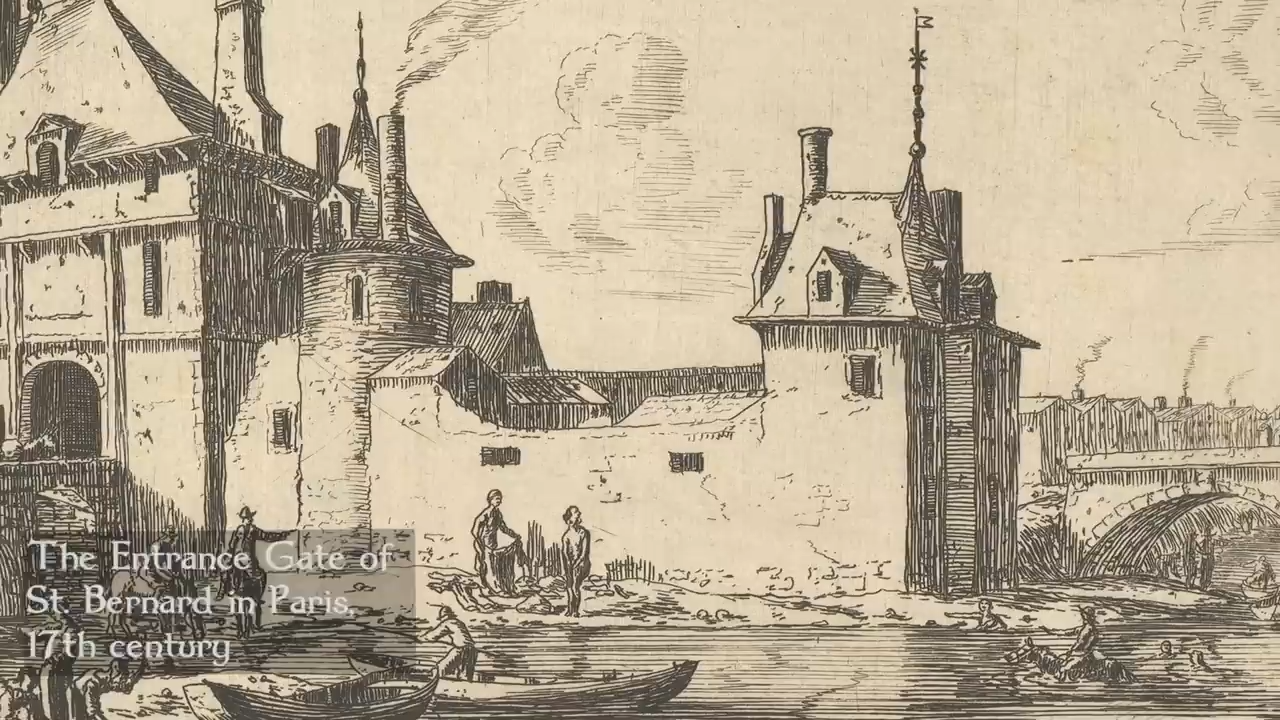 The Entrance Gate of
St. Bernard in Paris,
17th century